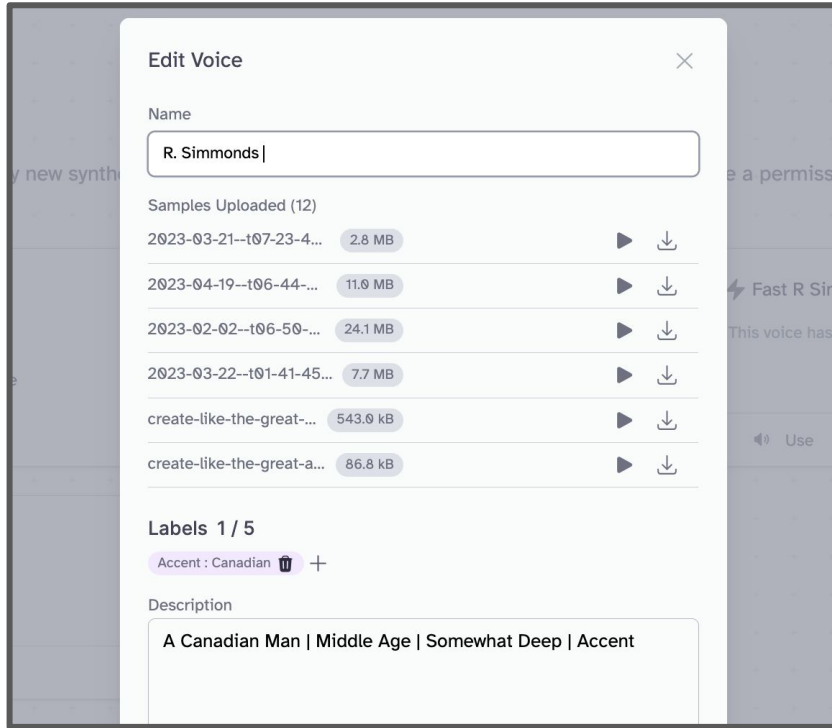 Edit Voice
Name
R. Simmonds
y new synthe
e a permiss
Samples Uploaded (12)
2023-03-21--t07-23-4... 2.8 MB
2023-04-19--t06-44-... 11.0 MB
Fast R Sir
2023-02-02--t06-50-... 24.1 MB
This voice has
2023-03-22--t01-41-45... 7.7 MB
e
create-like-the-great-... 543.0 kB
create-like-the-great-a... 86.8 kB
Use
Labels 1 / 5
Accent : Canadian
Description
A Canadian Man | Middle Age | Somewhat Deep | Accent